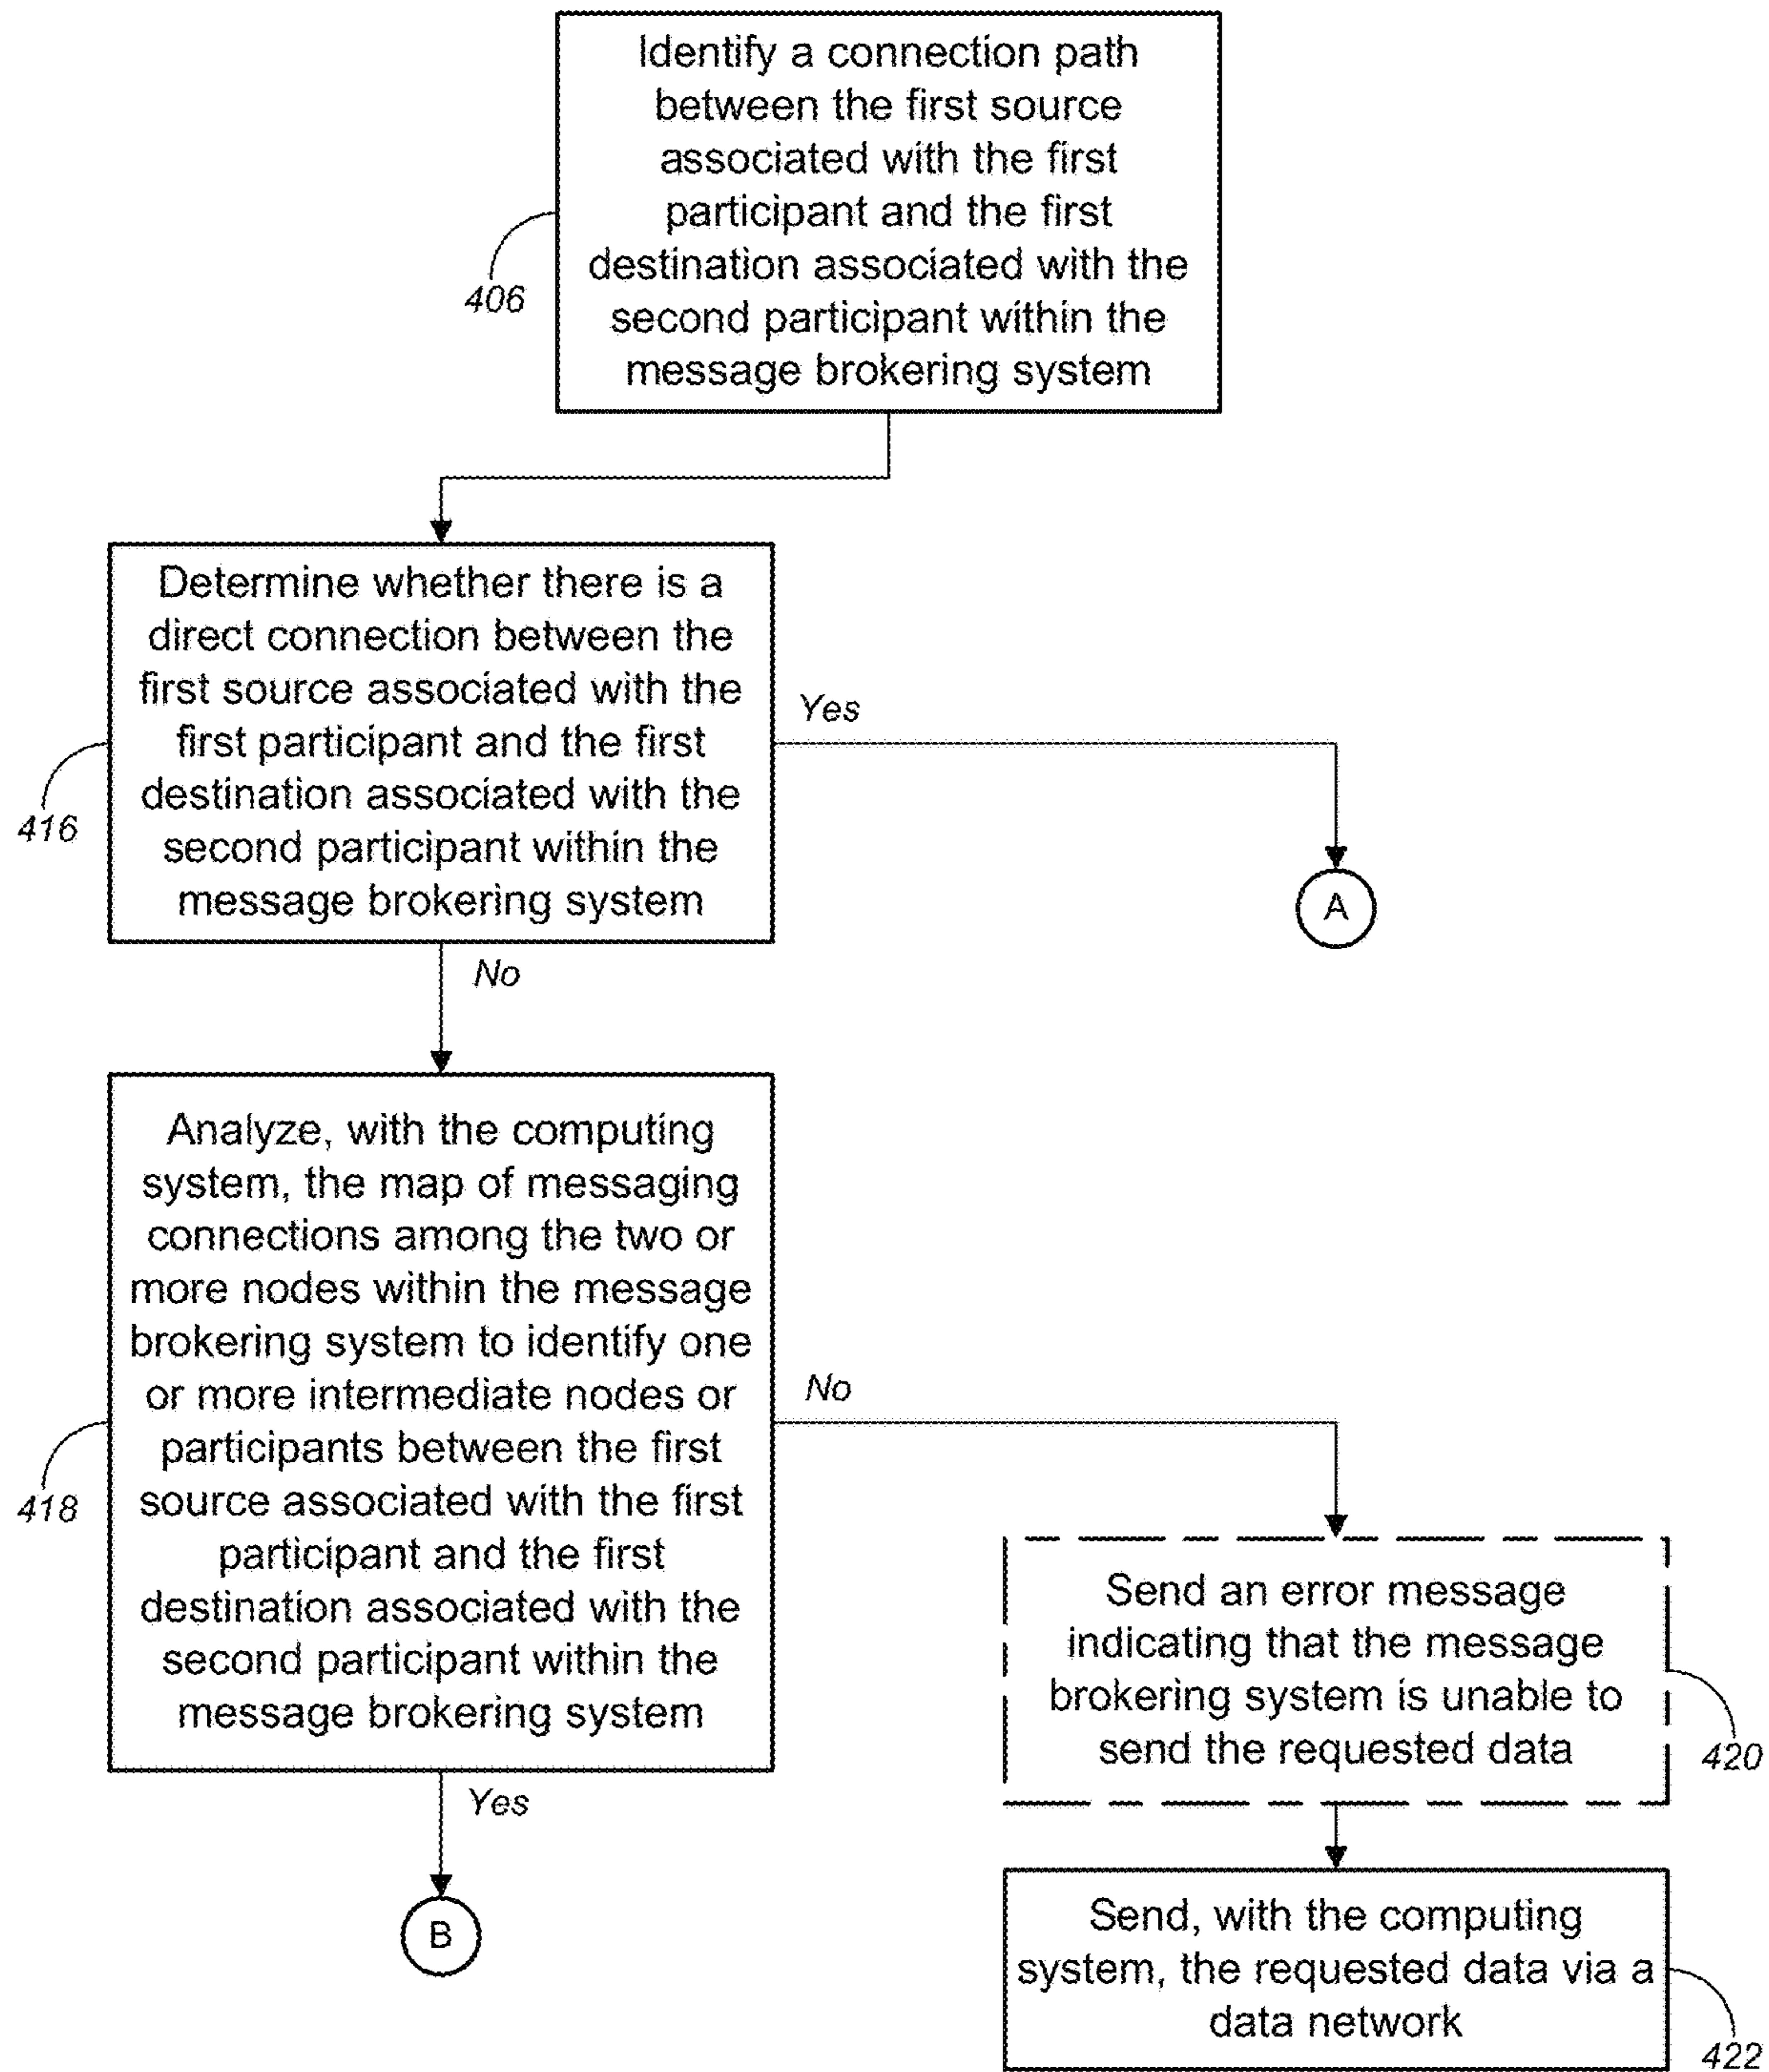 Identify a connection path
between the first source
associated with the first
participant and the first
destination associated with the
second participant within the
message brokering system
406
Determine whether there is a
direct connection between the
first source associated with the
first participant and the first
destination associated with the
second participant within the
message brokering system
416
Yes
A
No
Analyze, with the computing
system, the map of messaging
connections among the two or
more nodes within the message
brokering system to identify one
or more intermediate nodes or
participants between the first
source associated with the first
participant and the first
destination associated with the
second participant within the
message brokering system
418
No
Send an error message
indicating that the message
brokering system is unable to
send the requested data
420
Yes
B
Send, with the computing
system, the requested data via a
data network
422